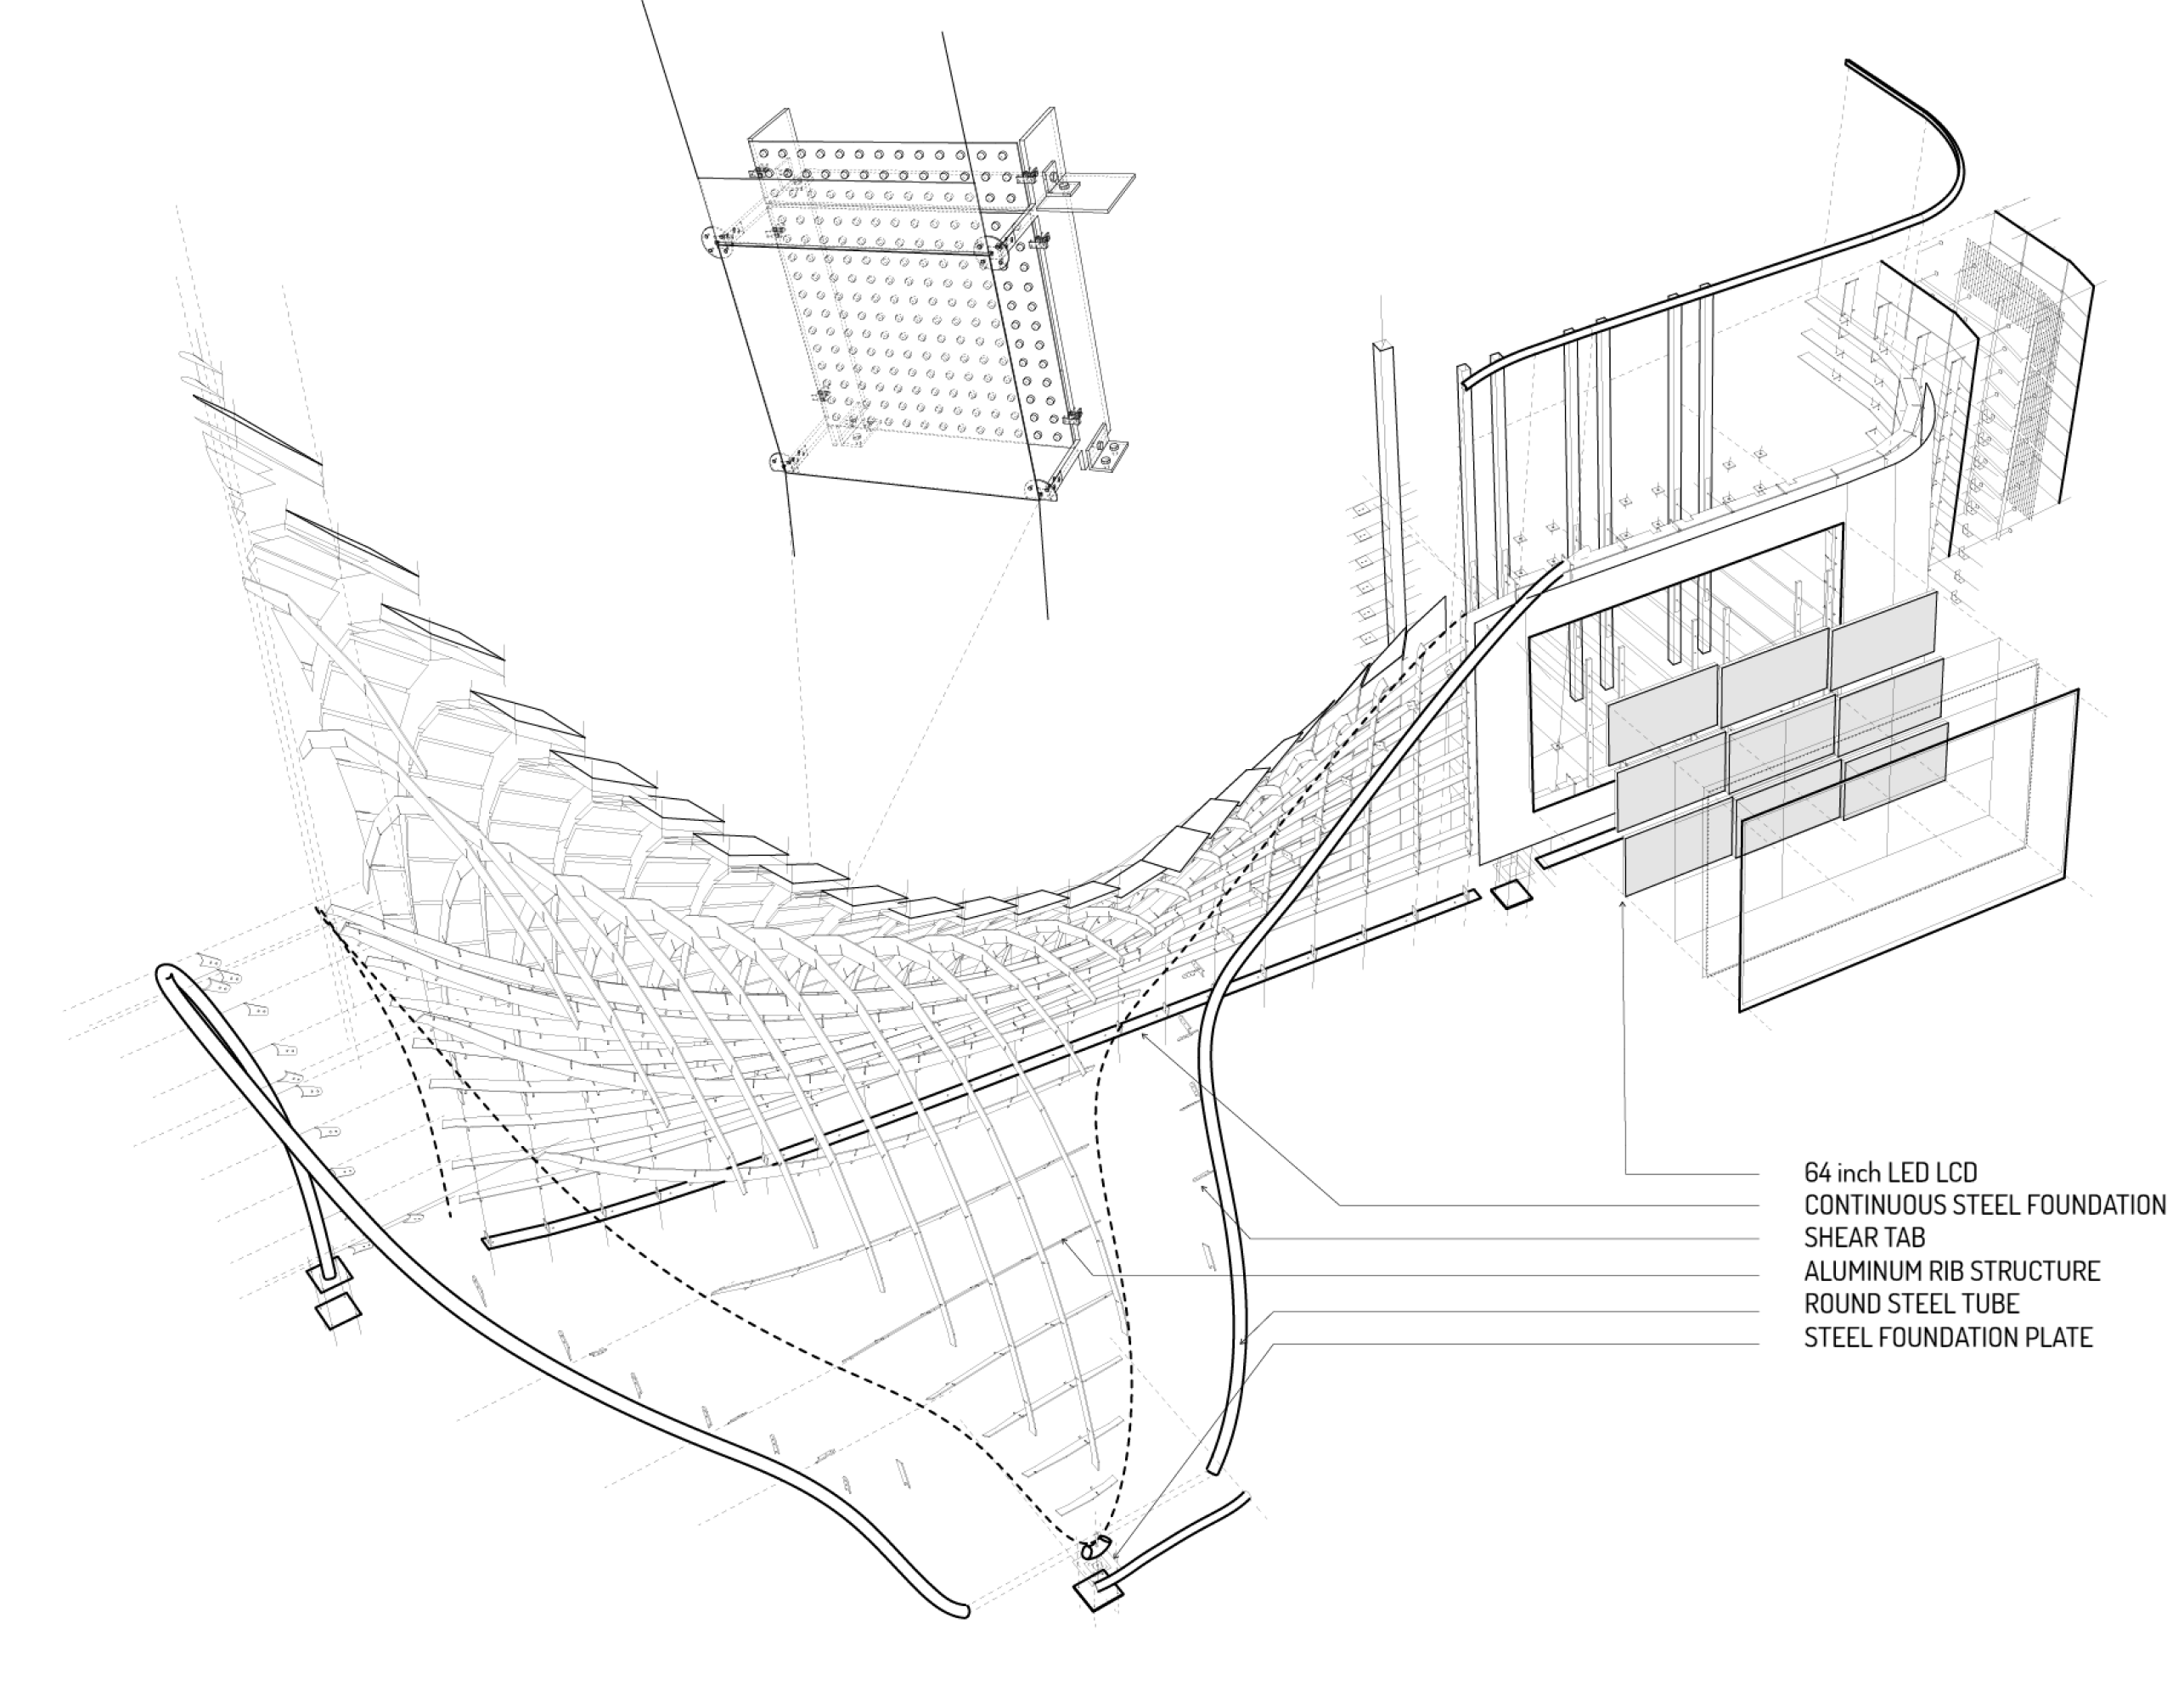 64 inch LED LCD
CONTINUOUS STEEL FOUNDATION
SHEAR TAB
ALUMINUM RIB STRUCTURE
ROUND STEEL TUBE
STEEL FOUNDATION PLATE